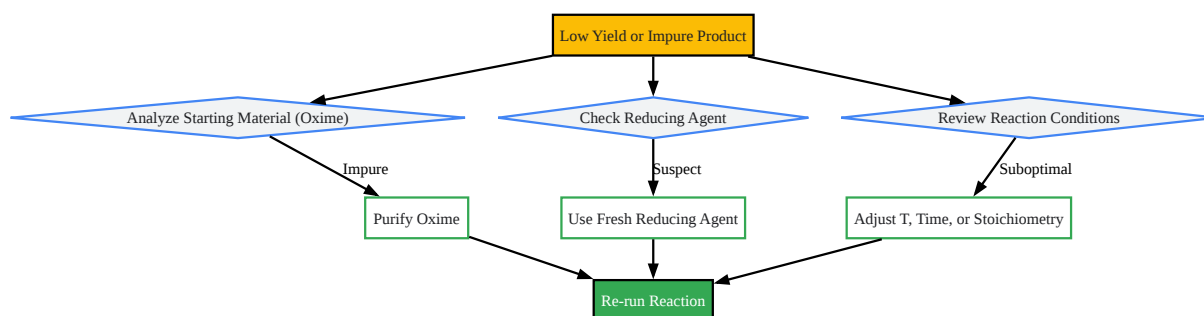 Low Yield or Impure Product
Analyze Starting Material (Oxime)
Check Reducing Agent
Review Reaction Conditions
Impure
Suspect
Suboptimal
Purify Oxime
Use Fresh Reducing Agent
Adjust T, Time, or Stoichiometry
Re-run Reaction